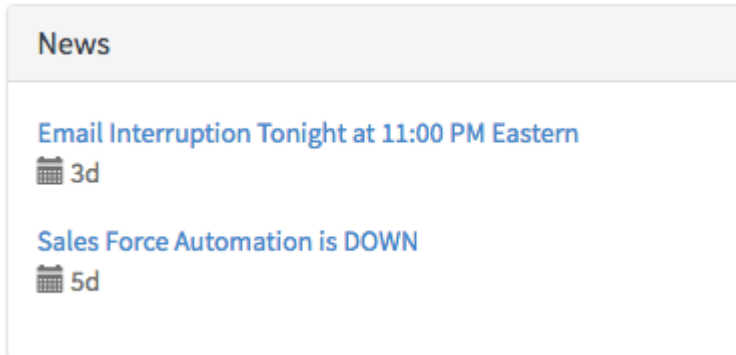 News
Email Interruption Tonight at 11:00 PM Eastern
3d
Sales Force Automation is DOWN
5d